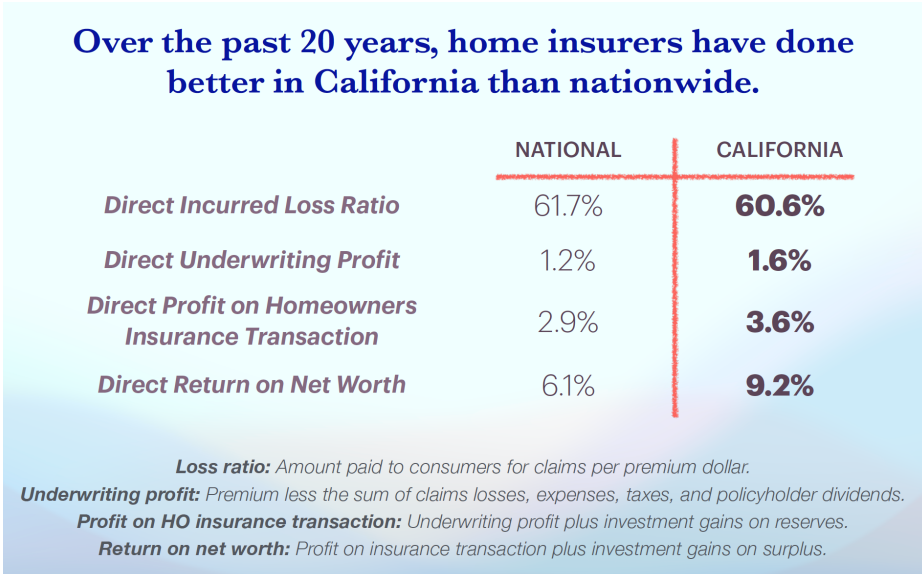 Over the past 20 years, home insurers have done
better in California than nationwide.
NATIONAL CALIFORNIA
Direct Incurred Loss Ratio 61.7% 60.6%
Direct Underwriting Profit 1.2% 1.6%
Direct Profit on Homeowners
Insurance Transaction 2.9% 3.6%
Direct Return on Net Worth 6.1% 9.2%
Loss ratio: Amount paid to consumers for claims per premium dollar.
Underwriting profit: Premium less the sum of claims losses, expenses, taxes, and policyholder dividends.
Profit on HO insurance transaction: Underwriting profit plus investment gains on reserves.
Return on net worth: Profit on insurance transaction plus investment gains on surplus.